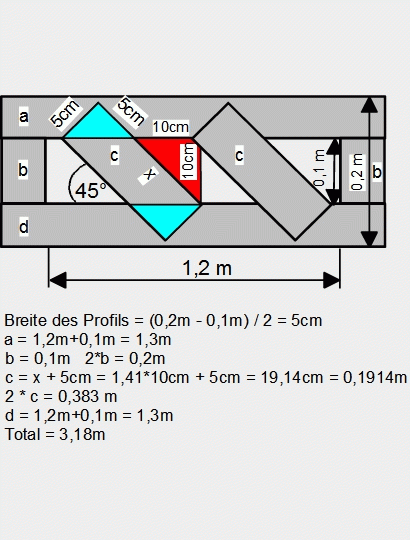 5cm
5cm
10cm
a
10cm
c
c
x
b
45°
0,1 m
0,2 m
b
d
1,2 m
Breite des Profils = (0,2m - 0,1m) / 2 = 5cm
a = 1,2m+0,1m = 1,3m
b = 0,1m 2*b = 0,2m
c = x + 5cm = 1,41*10cm + 5cm = 19,14cm = 0,1914m
2 * c = 0,383 m
d = 1,2m+0,1m = 1,3m
Total = 3,18m